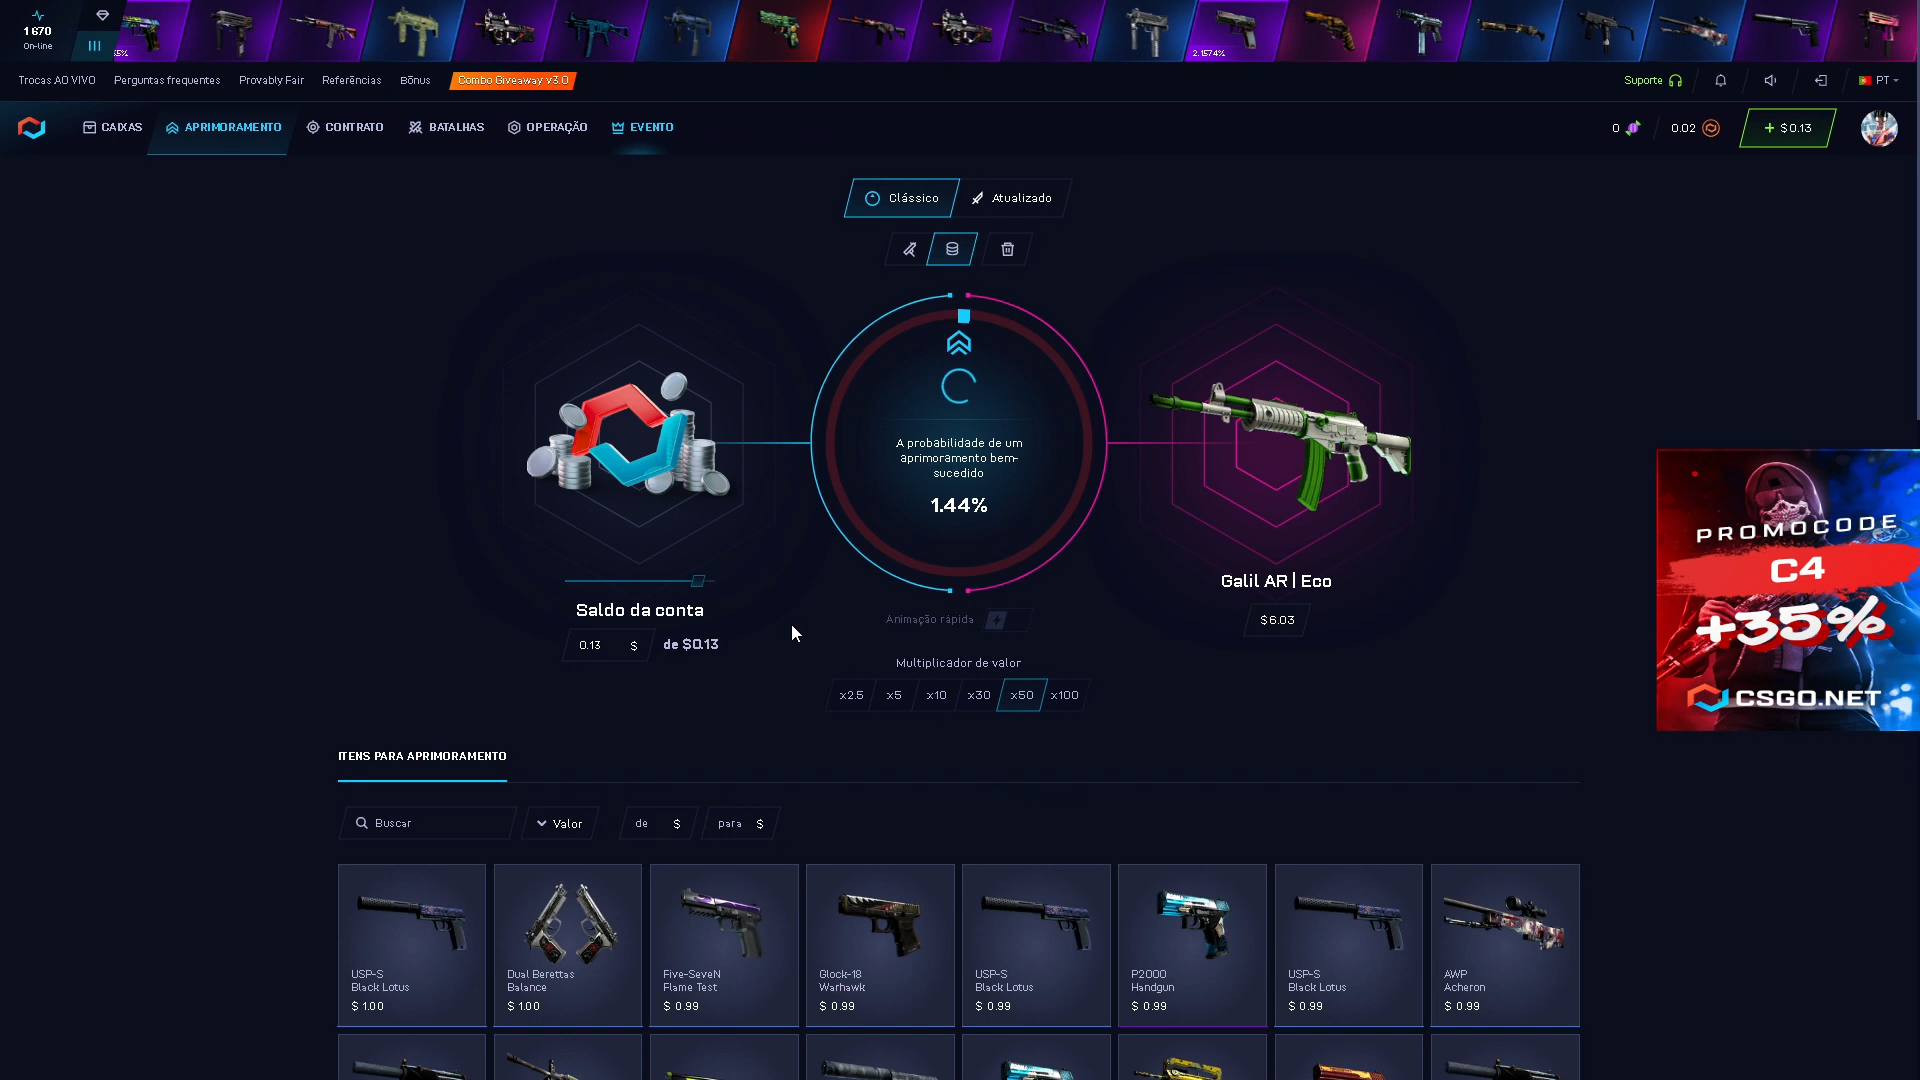 1 670
On-line
2.1574%
Trocas AO VIVO
Perguntas frequentes
Provably Fair
Referências
Bônus
Combo Giveaway v3.0
Suporte
PT
CAIXAS
APRIMORAMENTO
CONTRATO
BATALHAS
OPERAÇÃO
EVENTO
0
0.02
+ $ 0.13
Clássico
Atualizado
A probabilidade de um
aprimoramento bem-
sucedido
1.44%
Saldo da conta
0.13 $
de $0.13
Animação rápida
Galil AR | Eco
$ 6.03
Multiplicador de valor
x2.5
x5
x10
x30
x50
x100
PROMOCODE
C4
+35%
CSGO.NET
ITENS PARA APRIMORAMENTO
Buscar
Valor
de $
para $
USP-S
Black Lotus
$ 1.00
Dual Berettas
Balance
$ 1.00
Five-SeveN
Flame Test
$ 0.99
Glock-18
Warhawk
$ 0.99
USP-S
Black Lotus
$ 0.99
P2000
Handgun
$ 0.99
USP-S
Black Lotus
$ 0.99
AWP
Acheron
$ 0.99